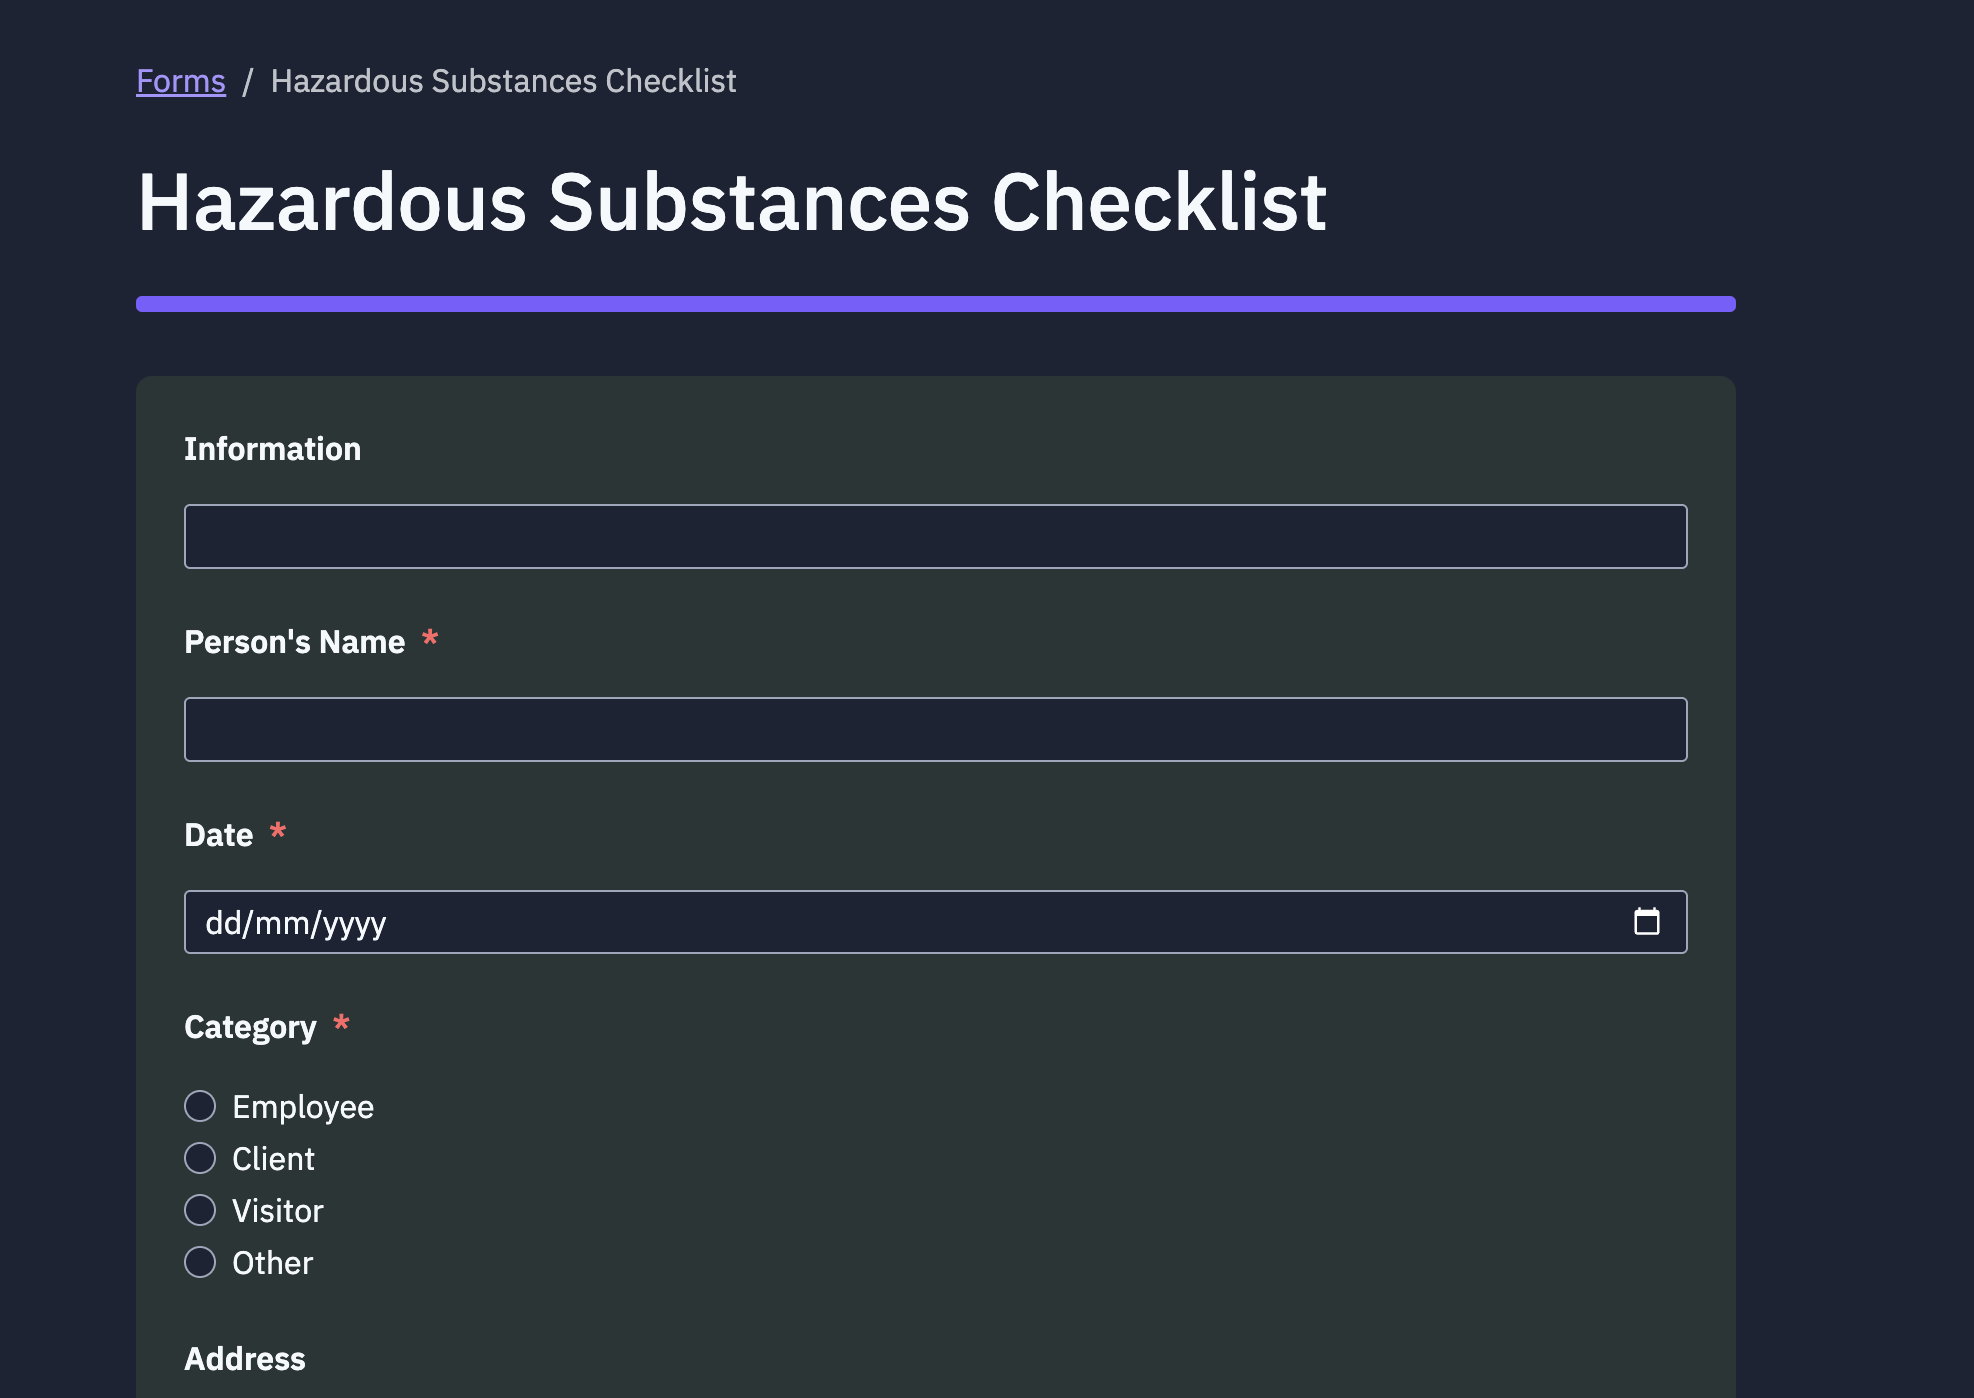 Forms / Hazardous Substances Checklist
Hazardous Substances Checklist
Information
Person's Name *
Date *
dd/mm/yyyy
Category *
Employee
Client
Visitor
Other
Address